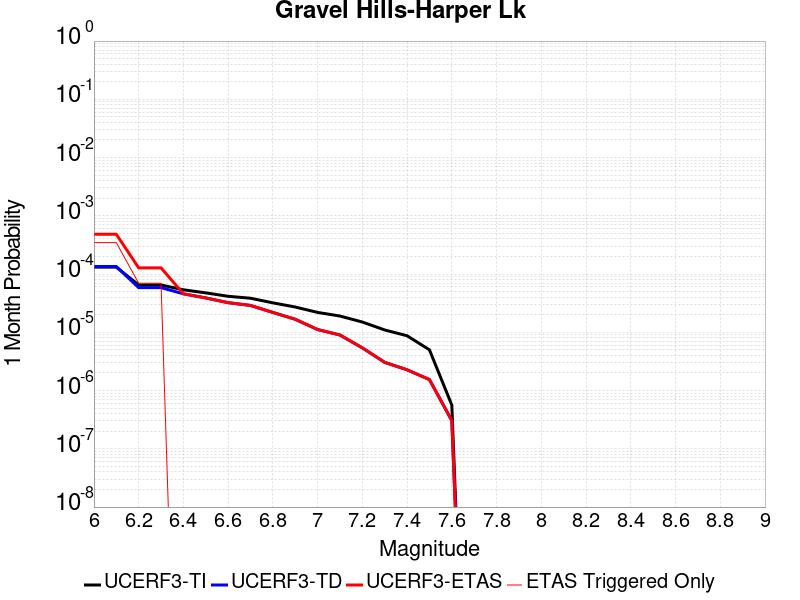 Gravel Hills-Harper Lk
10^0
10^-1
10^-2
10^-3
10^-4
10^-5
10^-6
10^-7
10^-8
1 Month Probability
6 6.2 6.4 6.6 6.8 7 7.2 7.4 7.6 7.8 8 8.2 8.4 8.6 8.8 9
Magnitude
UCERF3-TI UCERF3-TD UCERF3-ETAS ETAS Triggered Only